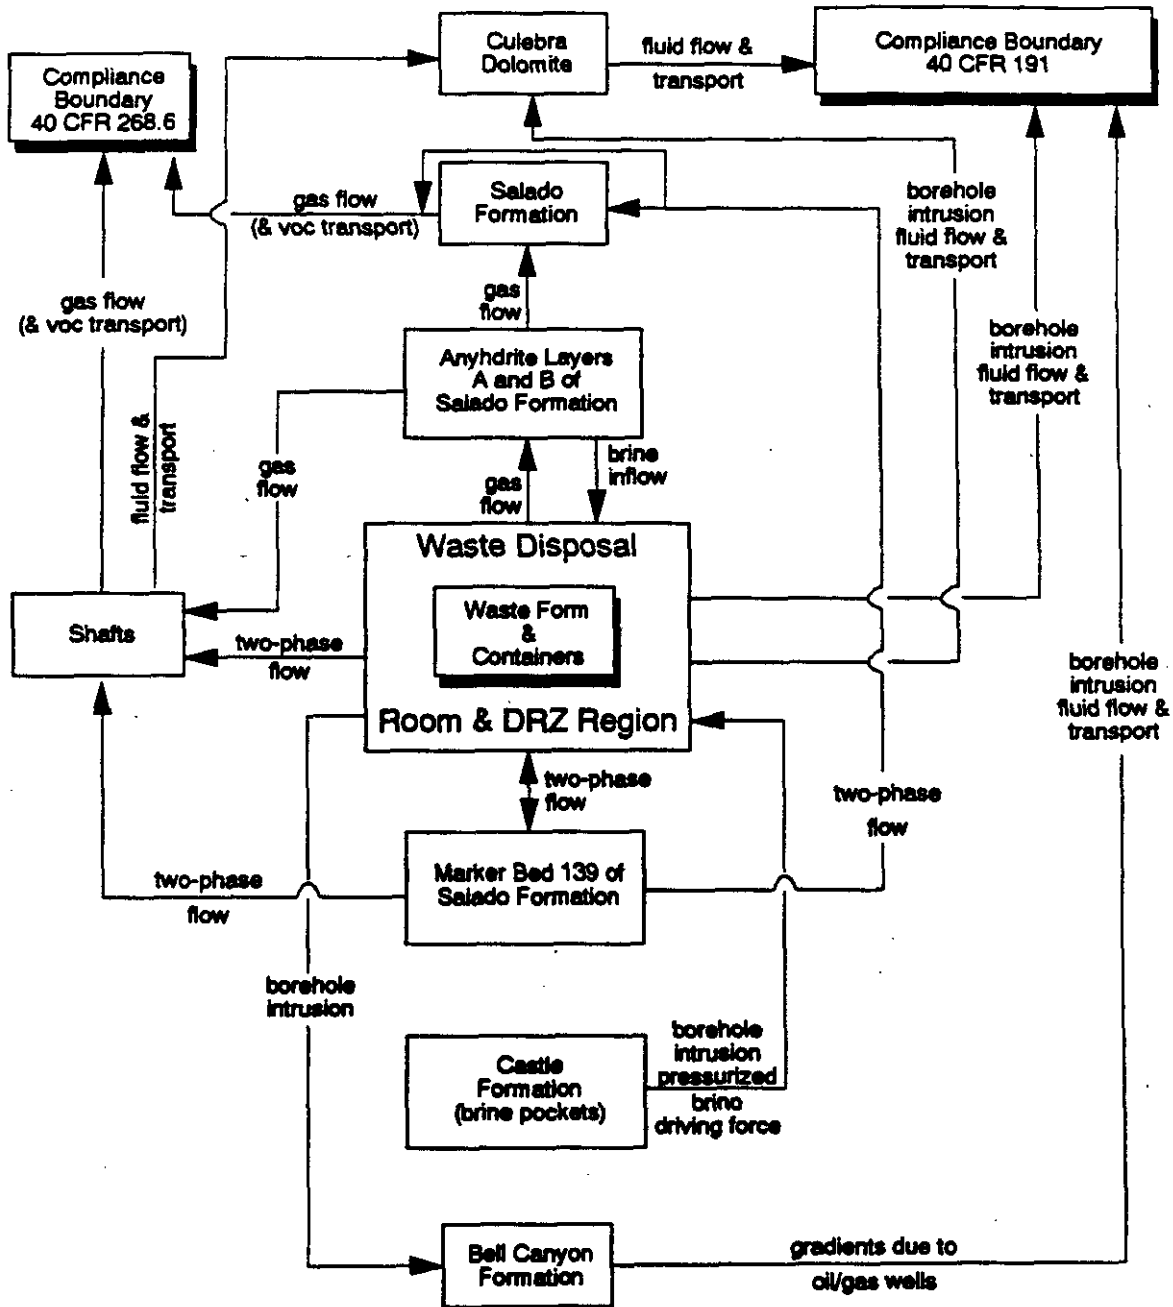 Culebra
Dolomite
fluid flow &
transport
Compliance Boundary
40 CFR 191
Compliance
Boundary
40 CFR 268.6
gas flow
(& voc transport)
Salado
Formation
borehole
intrusion
fluid flow &
transport
gas flow
(& voc transport)
gas
flow
borehole
intrusion
fluid flow &
transport
Anyhdrite Layers
A and B of
Salado Formation
fluid flow &
transport
gas
flow
gas
flow
brine
inflow
Waste Disposal
Waste Form
&
Containers
Room & DRZ Region
Shafts
two-phase
flow
borehole
intrusion
fluid flow &
transport
two-phase
flow
two-phase
flow
Marker Bed 139 of
Salado Formation
two-phase
flow
borehole
intrusion
Castle
Formation
(brine pockets)
borehole
intrusion
pressurized
brine
driving force
Bell Canyon
Formation
gradients due to
oil/gas wells